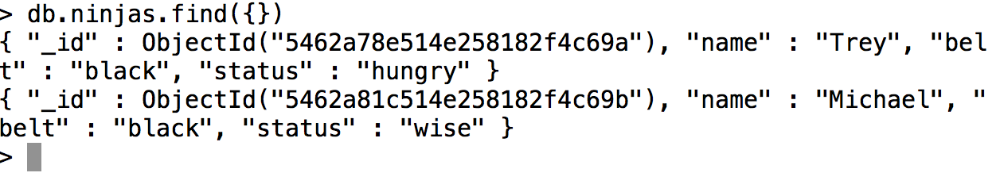 > db.ninjas.find({})
{ "_id" : ObjectId("5462a78e514e258182f4c69a"), "name" : "Trey", "bel
t" : "black", "status" : "hungry" }
{ "_id" : ObjectId("5462a81c514e258182f4c69b"), "name" : "Michael", "
belt" : "black", "status" : "wise" }
>